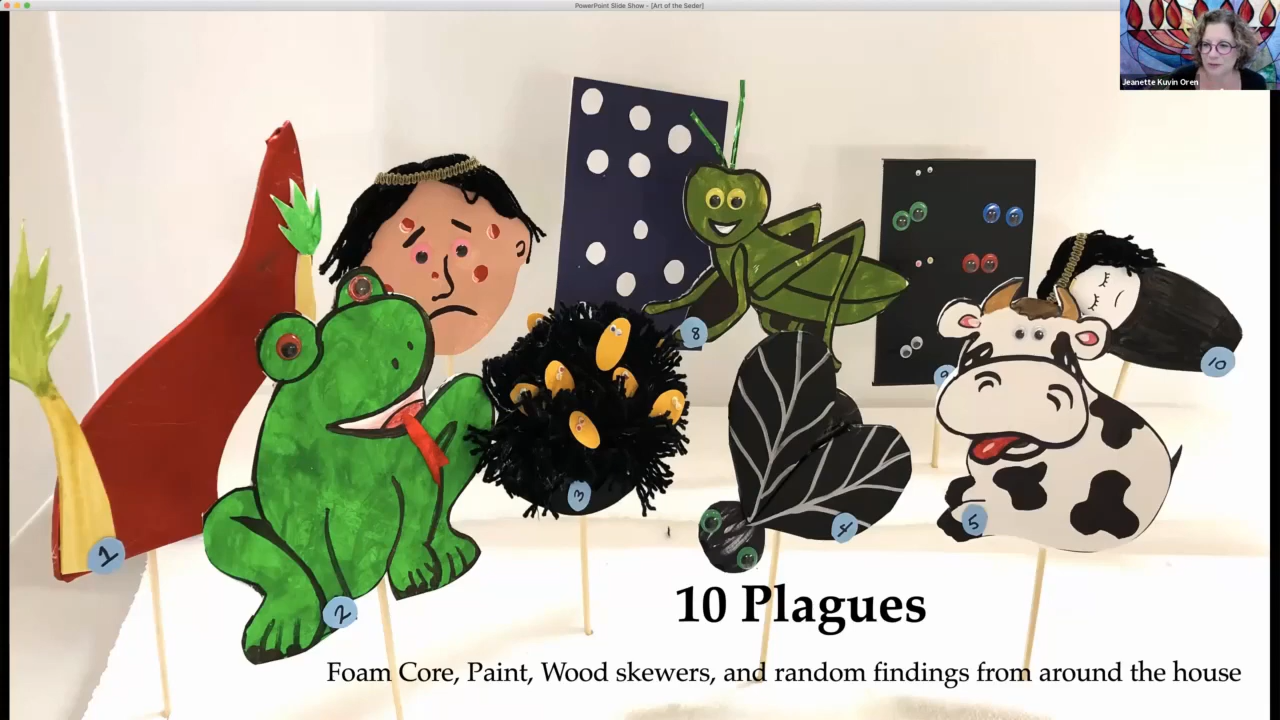 PowerPoint Slide Show - [Art of the Seder]
Jeanette Kuvin Oren
8
9
10
3
4
5
1
2
10 Plagues
Foam Core, Paint, Wood skewers, and random findings from around the house